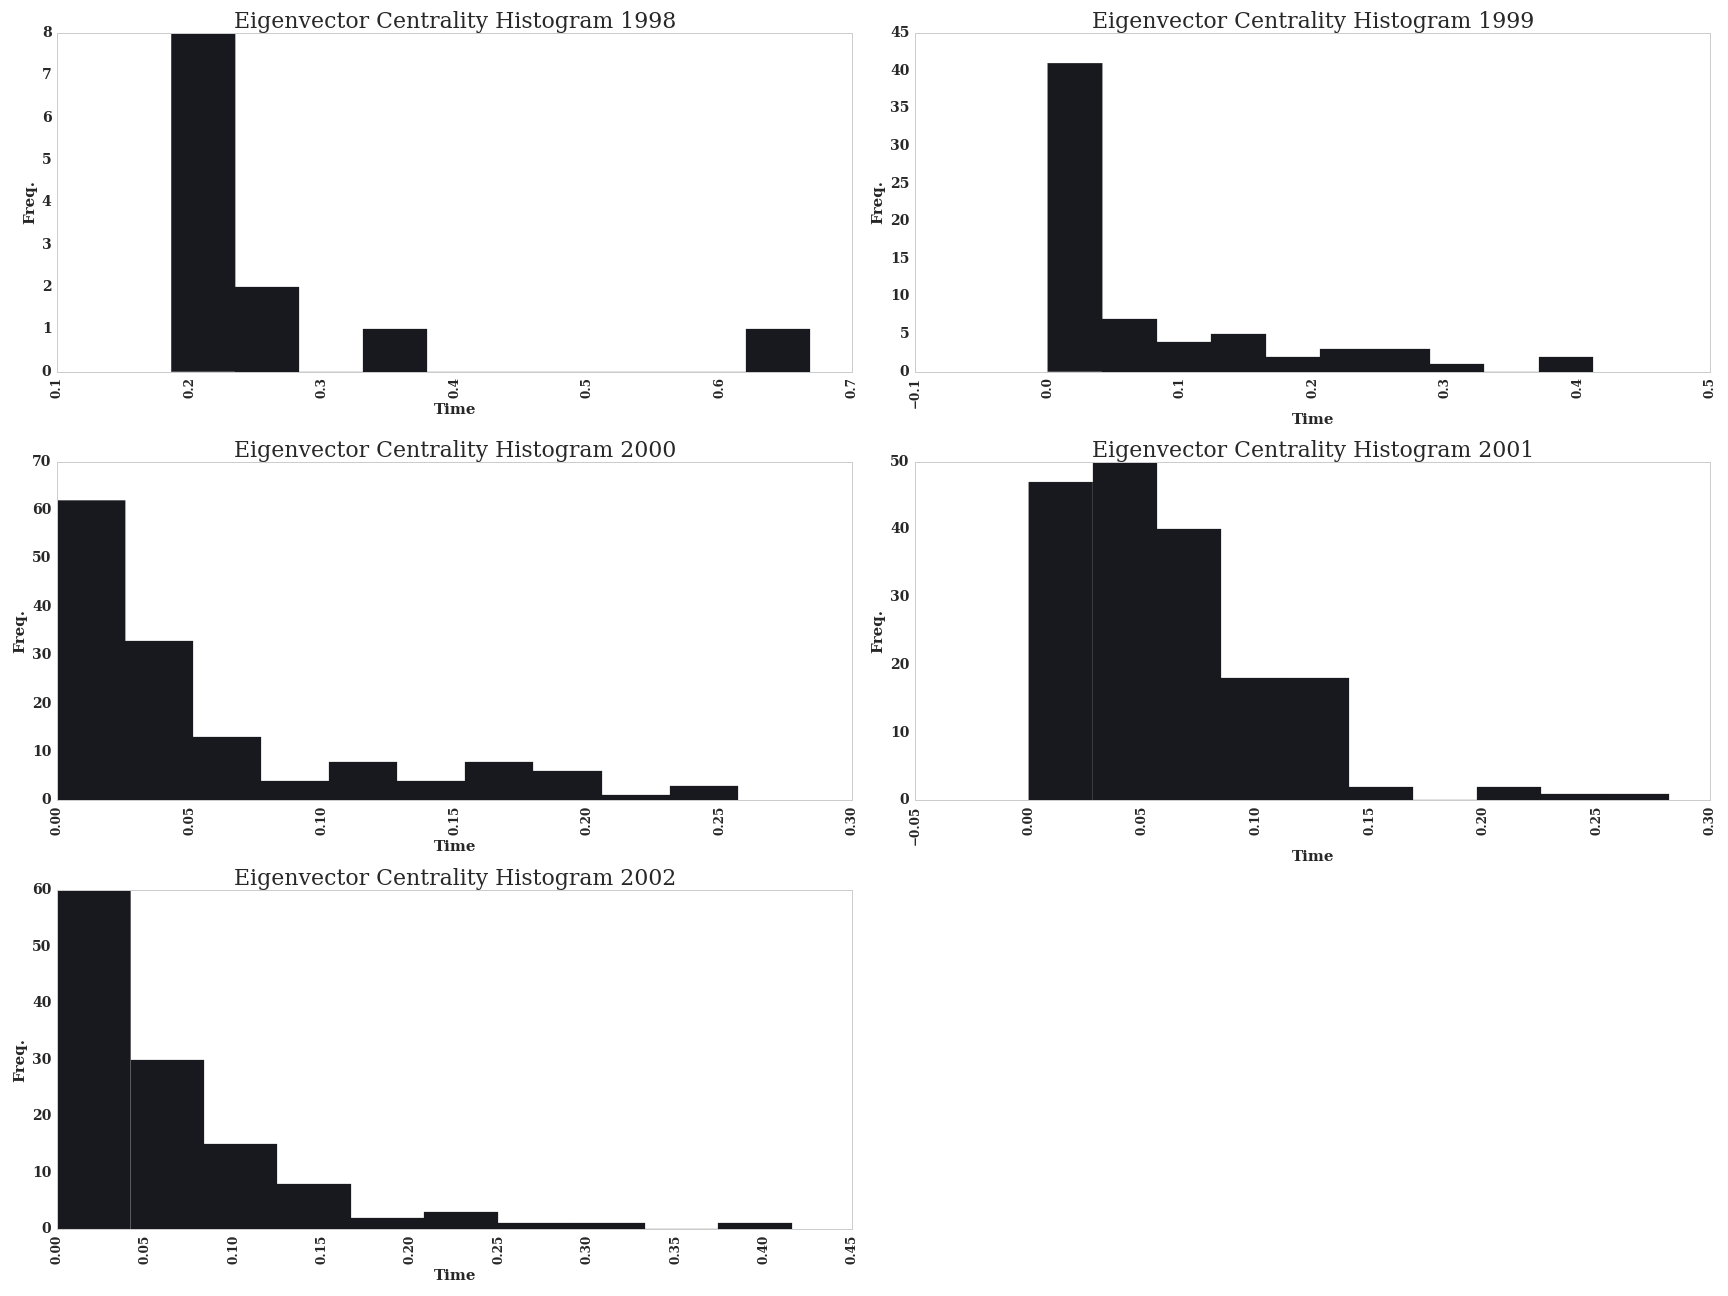 Eigenvector Centrality Histogram 1998
8
7
6
5
4
3
2
1
0
Freq.
0.1 0.2 0.3 0.4 0.5 0.6 0.7
Time
Eigenvector Centrality Histogram 1999
45
40
35
30
25
20
15
10
5
0
Freq.
−0.1 0.0 0.1 0.2 0.3 0.4 0.5
Time
Eigenvector Centrality Histogram 2000
70
60
50
40
30
20
10
0
Freq.
0.00 0.05 0.10 0.15 0.20 0.25 0.30
Time
Eigenvector Centrality Histogram 2001
50
40
30
20
10
0
Freq.
−0.05 0.00 0.05 0.10 0.15 0.20 0.25 0.30
Time
Eigenvector Centrality Histogram 2002
60
50
40
30
20
10
0
Freq.
0.00 0.05 0.10 0.15 0.20 0.25 0.30 0.35 0.40 0.45
Time